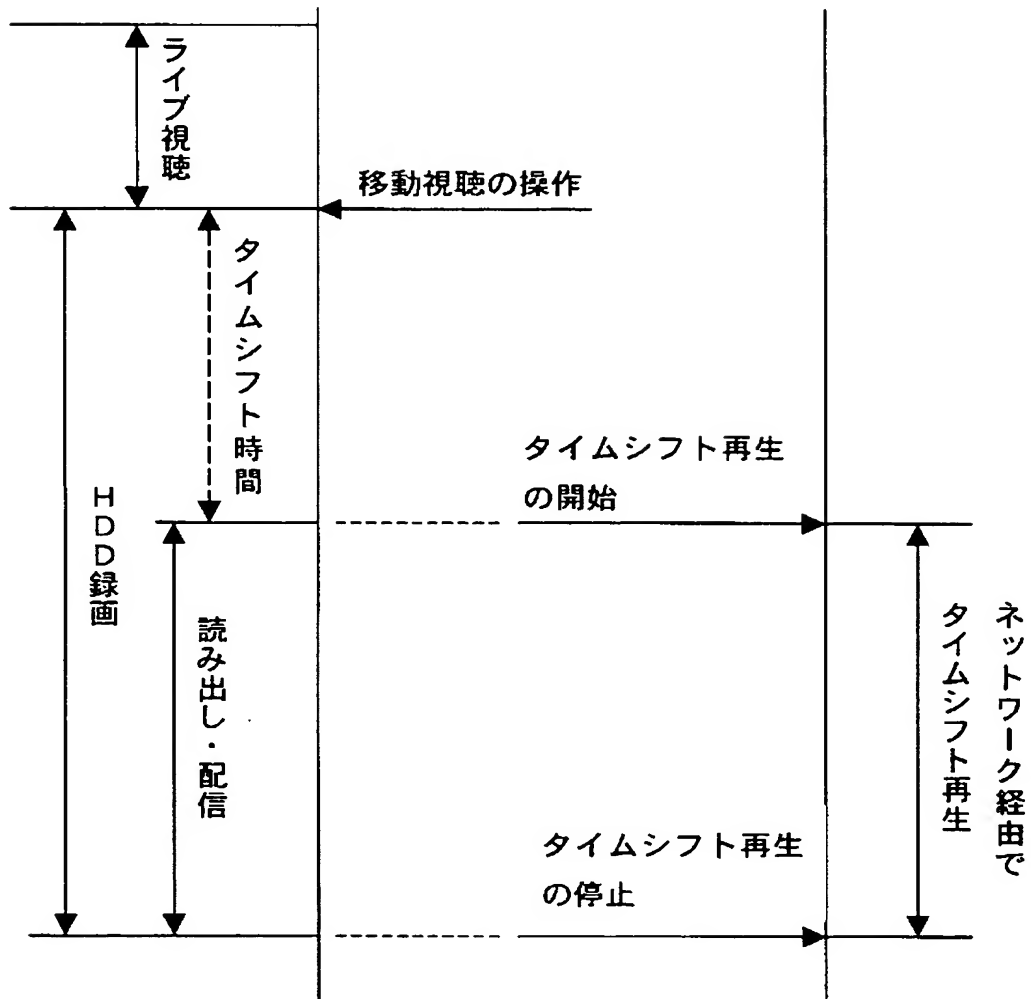 ライブ視聴
移動視聴の操作
タイムシフト時間
タイムシフト再生
の開始
HDD録画
読み出し・配信
ネットワーク経由で
タイムシフト再生
タイムシフト再生
の停止